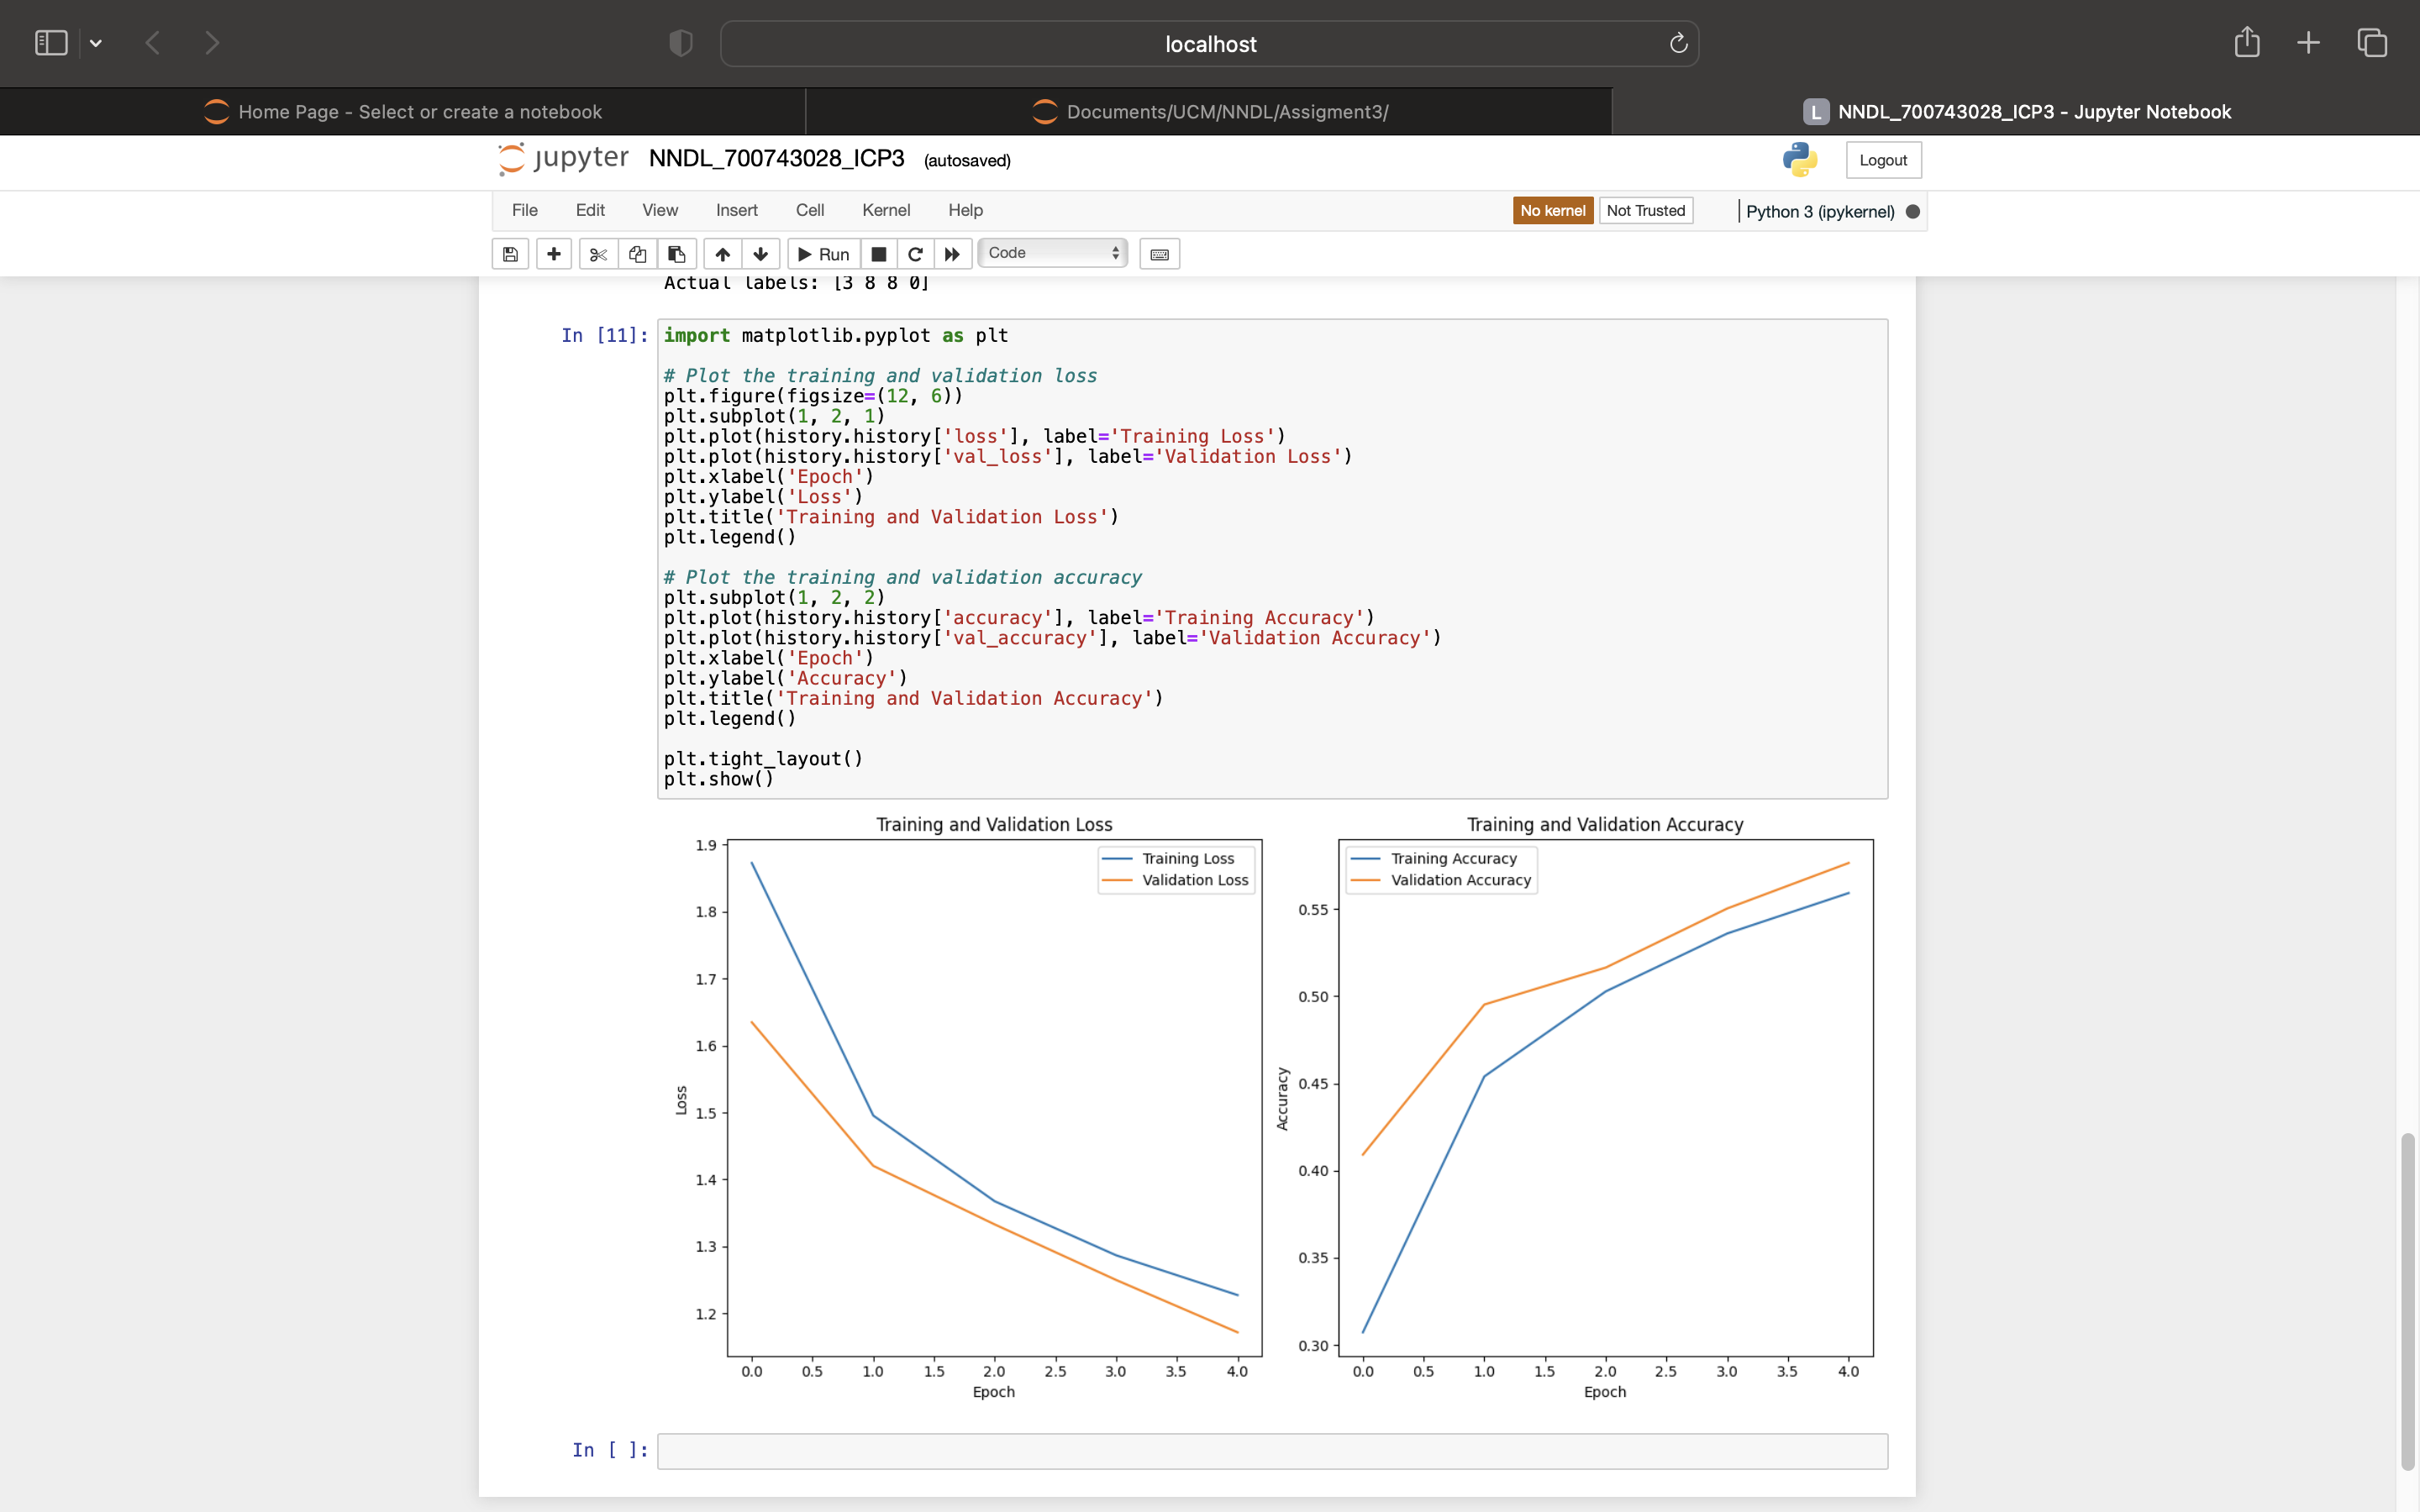 localhost
Home Page - Select or create a notebook
Documents/UCM/NNDL/Assigment3/
L NNDL_700743028_ICP3 - Jupyter Notebook
jupyter NNDL_700743028_ICP3 (autosaved)
Logout
File Edit View Insert Cell Kernel Help
No kernel Not Trusted Python 3 (ipykernel)
Run Code
Actual labels: [3 8 8 0]
In [11]:
import matplotlib.pyplot as plt
# Plot the training and validation loss
plt.figure(figsize=(12, 6))
plt.subplot(1, 2, 1)
plt.plot(history.history['loss'], label='Training Loss')
plt.plot(history.history['val_loss'], label='Validation Loss')
plt.xlabel('Epoch')
plt.ylabel('Loss')
plt.title('Training and Validation Loss')
plt.legend()
# Plot the training and validation accuracy
plt.subplot(1, 2, 2)
plt.plot(history.history['accuracy'], label='Training Accuracy')
plt.plot(history.history['val_accuracy'], label='Validation Accuracy')
plt.xlabel('Epoch')
plt.ylabel('Accuracy')
plt.title('Training and Validation Accuracy')
plt.legend()
plt.tight_layout()
plt.show()
Training and Validation Loss
Training Loss
Validation Loss
1.9
1.8
1.7
1.6
1.5
1.4
1.3
1.2
Loss
0.0 0.5 1.0 1.5 2.0 2.5 3.0 3.5 4.0
Epoch
Training and Validation Accuracy
Training Accuracy
Validation Accuracy
0.55
0.50
0.45
0.40
0.35
0.30
Accuracy
0.0 0.5 1.0 1.5 2.0 2.5 3.0 3.5 4.0
Epoch
In [ ]: